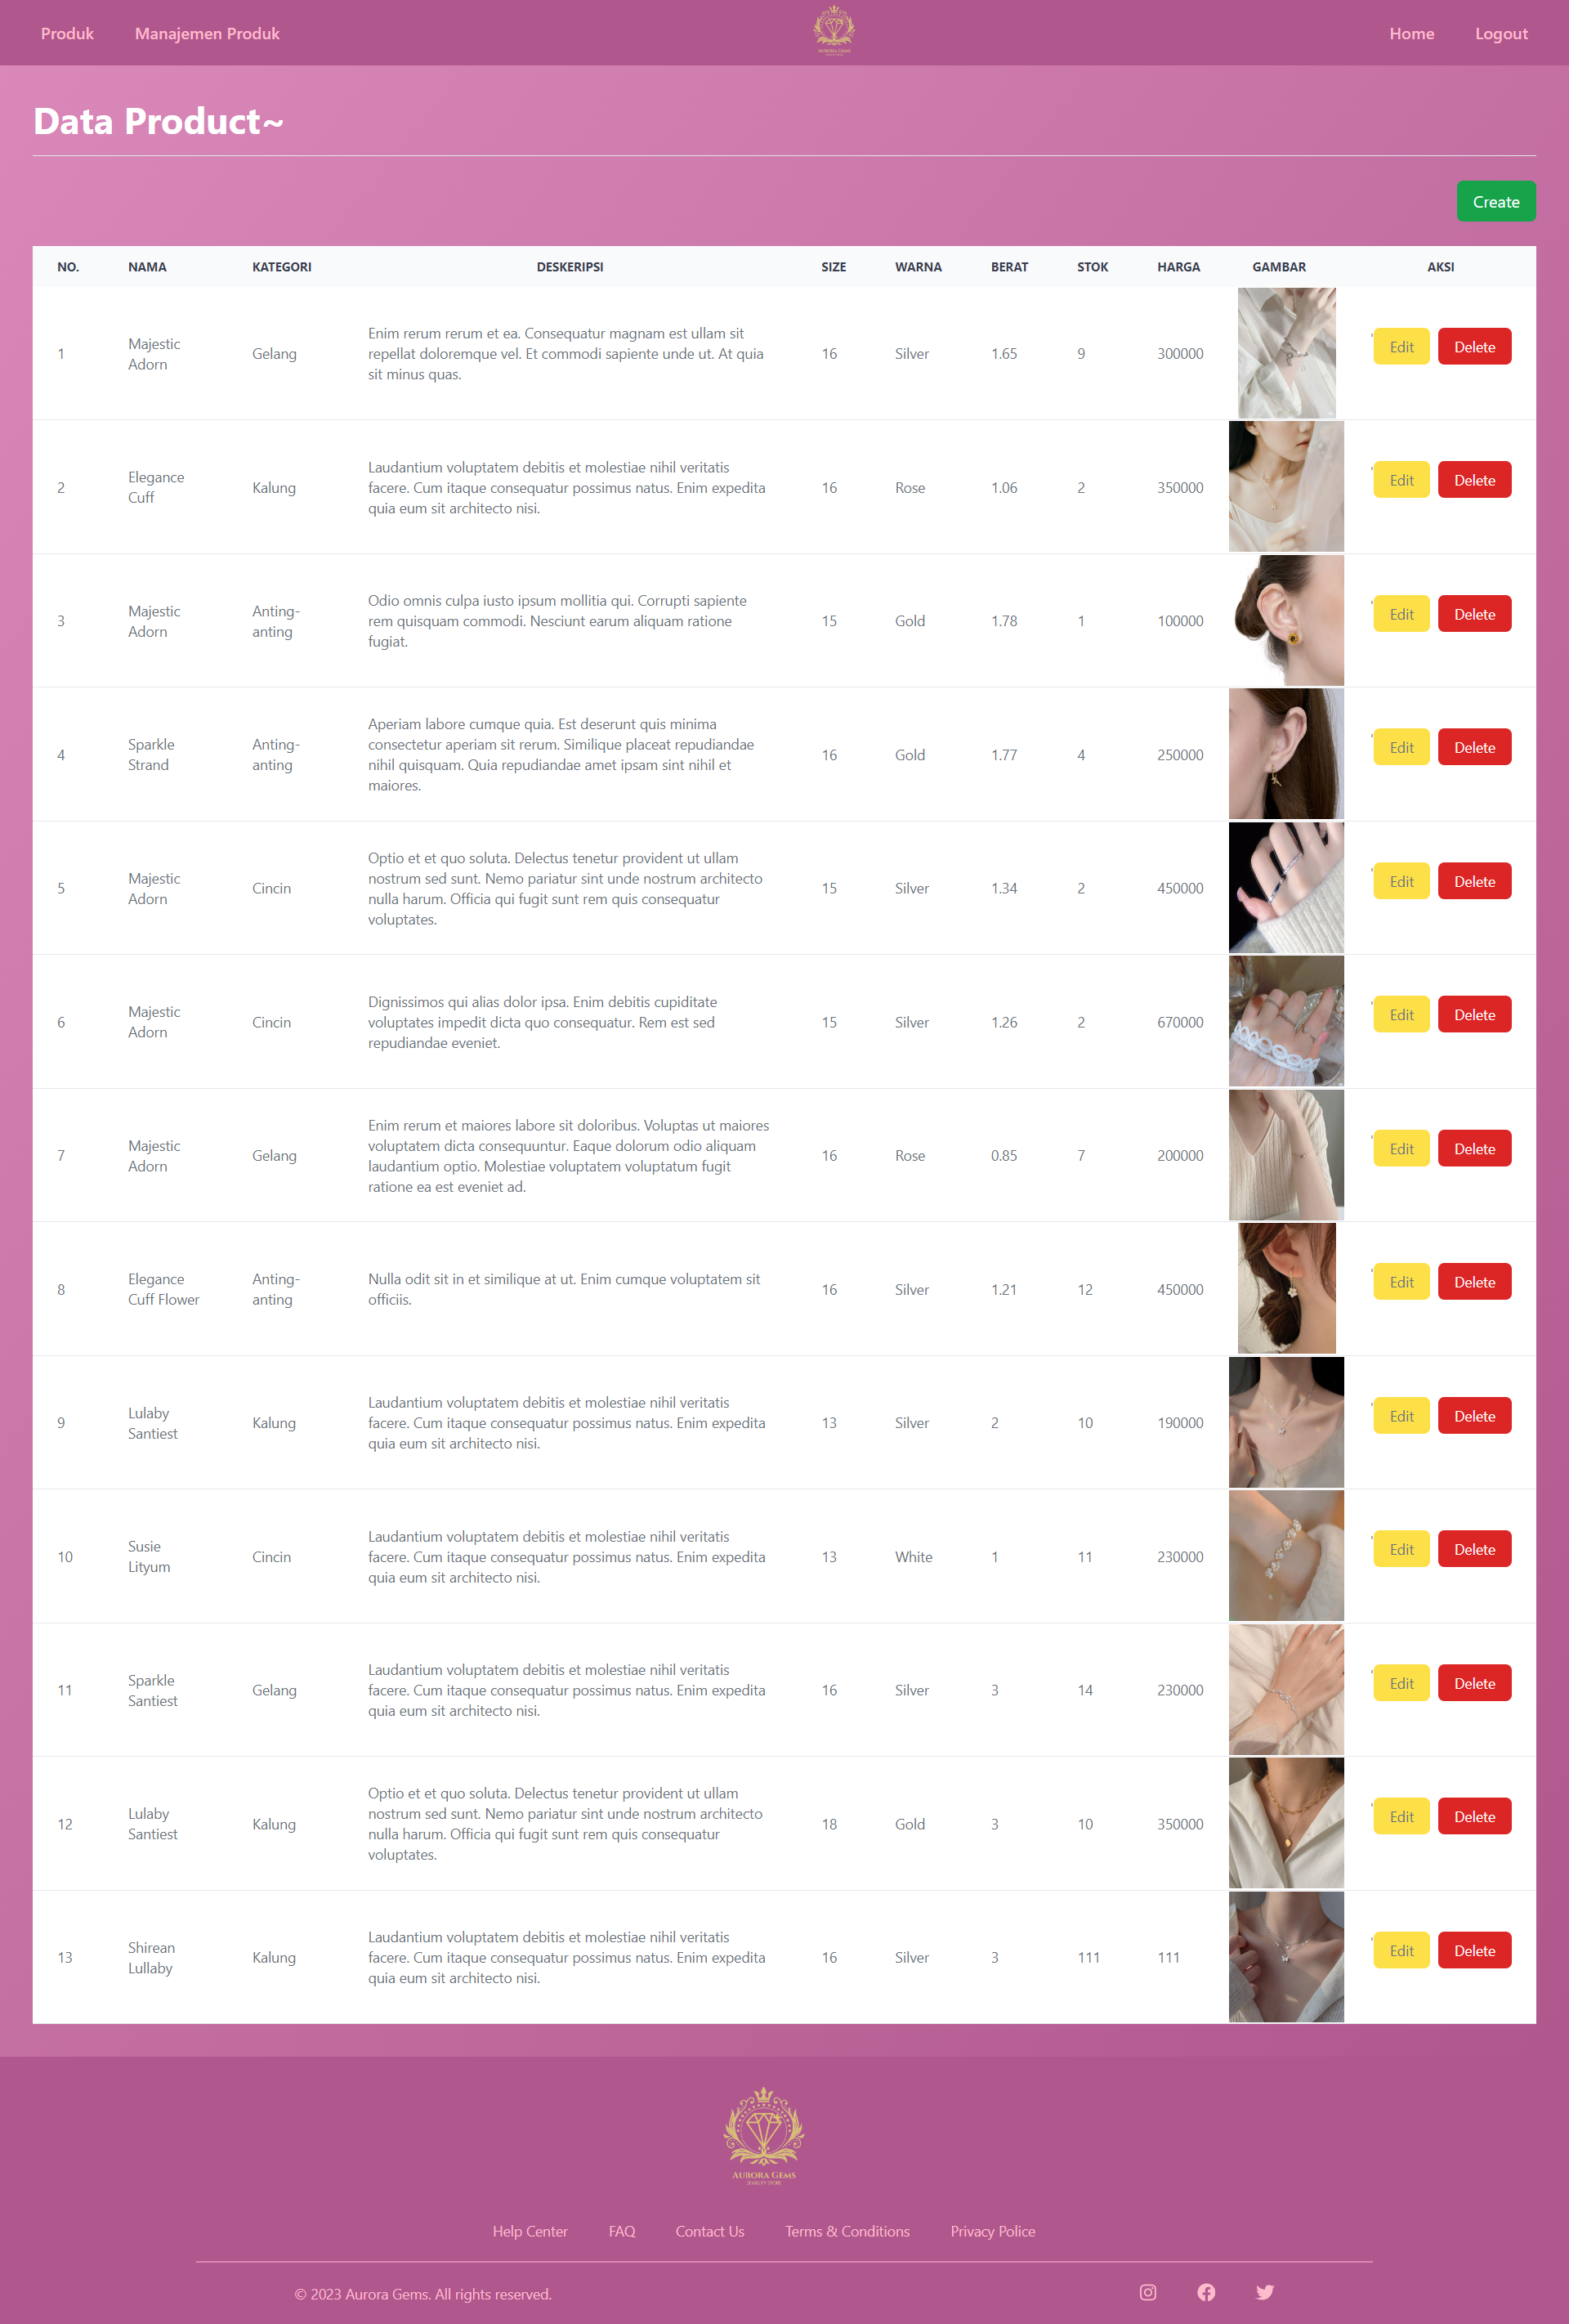 Produk Manajemen Produk Home Logout
Data Product~
Create
NO. NAMA KATEGORI DESKERIPSI SIZE WARNA BERAT STOK HARGA GAMBAR AKSI
1 Majestic Adorn Gelang Enim rerum rerum et ea. Consequatur magnam est ullam sit repellat doloremque vel. Et commodi sapiente unde ut. At quia sit minus quas. 16 Silver 1.65 9 300000 Edit Delete
2 Elegance Cuff Kalung Laudantium voluptatem debitis et molestiae nihil veritatis facere. Cum itaque consequatur possimus natus. Enim expedita quia eum sit architecto nisi. 16 Rose 1.06 2 350000 Edit Delete
3 Majestic Adorn Anting-anting Odio omnis culpa iusto ipsum mollitia qui. Corrupti sapiente rem quisquam commodi. Nesciunt earum aliquam ratione fugiat. 15 Gold 1.78 1 100000 Edit Delete
4 Sparkle Strand Anting-anting Aperiam labore cumque quia. Est deserunt quis minima consectetur aperiam sit rerum. Similique placeat repudiandae nihil quisquam. Quia repudiandae amet ipsam sint nihil et maiores. 16 Gold 1.77 4 250000 Edit Delete
5 Majestic Adorn Cincin Optio et et quo soluta. Delectus tenetur provident ut ullam nostrum sed sunt. Nemo pariatur sint unde nostrum architecto nulla harum. Officia qui fugit sunt rem quis consequatur voluptates. 15 Silver 1.34 2 450000 Edit Delete
6 Majestic Adorn Cincin Dignissimos qui alias dolor ipsa. Enim debitis cupiditate voluptates impedit dicta quo consequatur. Rem est sed repudiandae eveniet. 15 Silver 1.26 2 670000 Edit Delete
7 Majestic Adorn Gelang Enim rerum et maiores labore sit doloribus. Voluptas ut maiores voluptatem dicta consequuntur. Eaque dolorum odio aliquam laudantium optio. Molestiae voluptatem voluptatum fugit ratione ea est eveniet ad. 16 Rose 0.85 7 200000 Edit Delete
8 Elegance Cuff Flower Anting-anting Nulla odit sit in et similique at ut. Enim cumque voluptatem sit officiis. 16 Silver 1.21 12 450000 Edit Delete
9 Lulaby Santiest Kalung Laudantium voluptatem debitis et molestiae nihil veritatis facere. Cum itaque consequatur possimus natus. Enim expedita quia eum sit architecto nisi. 13 Silver 2 10 190000 Edit Delete
10 Susie Lityum Cincin Laudantium voluptatem debitis et molestiae nihil veritatis facere. Cum itaque consequatur possimus natus. Enim expedita quia eum sit architecto nisi. 13 White 1 11 230000 Edit Delete
11 Sparkle Santiest Gelang Laudantium voluptatem debitis et molestiae nihil veritatis facere. Cum itaque consequatur possimus natus. Enim expedita quia eum sit architecto nisi. 16 Silver 3 14 230000 Edit Delete
12 Lulaby Santiest Kalung Optio et et quo soluta. Delectus tenetur provident ut ullam nostrum sed sunt. Nemo pariatur sint unde nostrum architecto nulla harum. Officia qui fugit sunt rem quis consequatur voluptates. 18 Gold 3 10 350000 Edit Delete
13 Shirean Lullaby Kalung Laudantium voluptatem debitis et molestiae nihil veritatis facere. Cum itaque consequatur possimus natus. Enim expedita quia eum sit architecto nisi. 16 Silver 3 111 111 Edit Delete
AURORA GEMS
JEWELRY STORE
Help Center FAQ Contact Us Terms & Conditions Privacy Police
© 2023 Aurora Gems. All rights reserved.